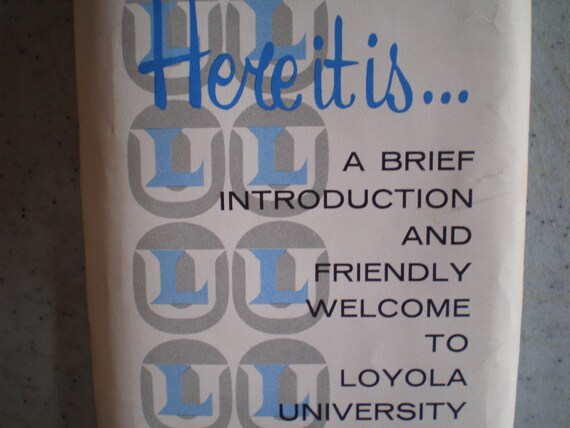 Here it is...
A BRIEF
INTRODUCTION
AND
FRIENDLY
WELCOME
TO
LOYOLA
UNIVERSITY
L L
L L
L L
L L